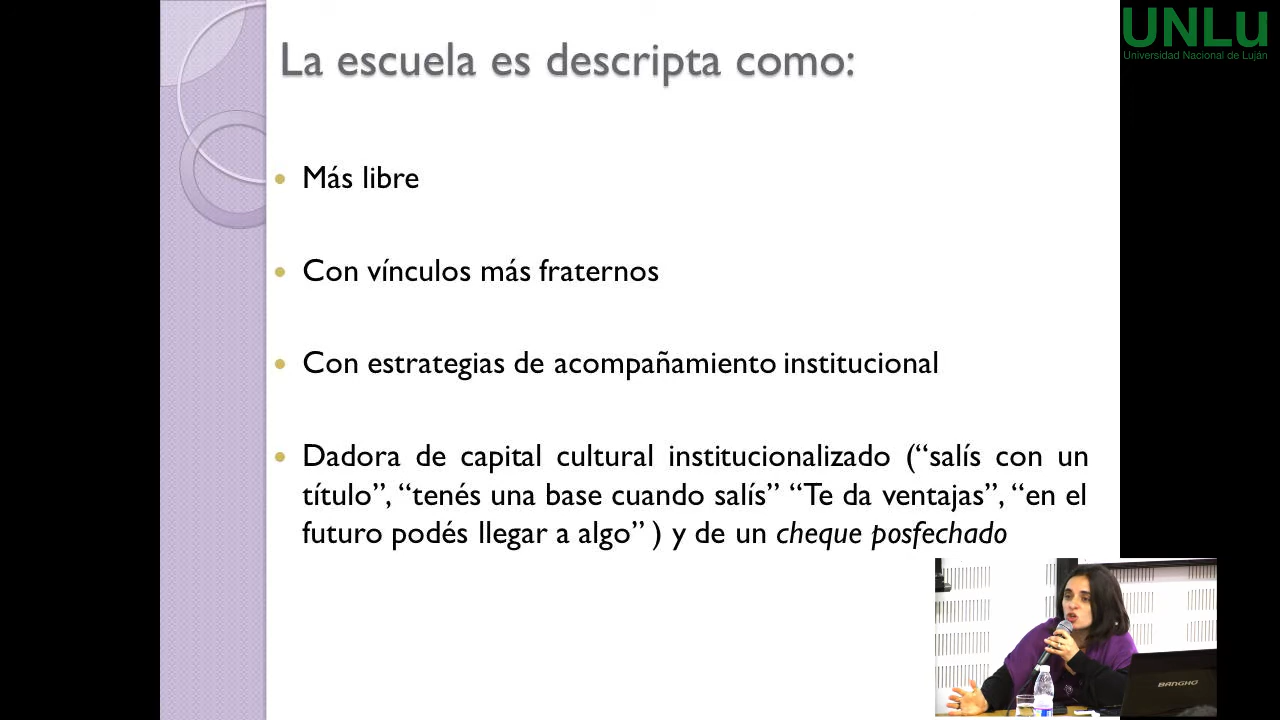 La escuela es descripta como:
UNLu
Universidad Nacional de Luján
• Más libre
• Con vínculos más fraternos
• Con estrategias de acompañamiento institucional
• Dadora de capital cultural institucionalizado (“salís con un
título”, “tenés una base cuando salís” “Te da ventajas”, “en el
futuro podés llegar a algo” ) y de un cheque posfechado
BANGHO